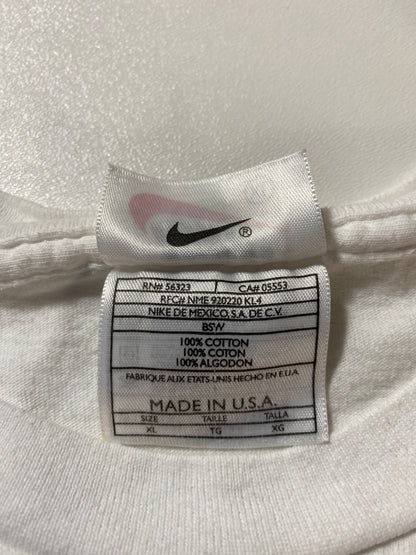 ®
RN# 56323 CA# 05553
RFC# NME 920220 KL4
NIKE DE MEXICO, S.A. DE C.V.
BSW
100% COTTON
100% COTON
100% ALGODON
FABRIQUE AUX ETATS-UNIS HECHO EN E.U.A.
MADE IN U.S.A.
SIZE TAILLE TALLA
XL TG XG